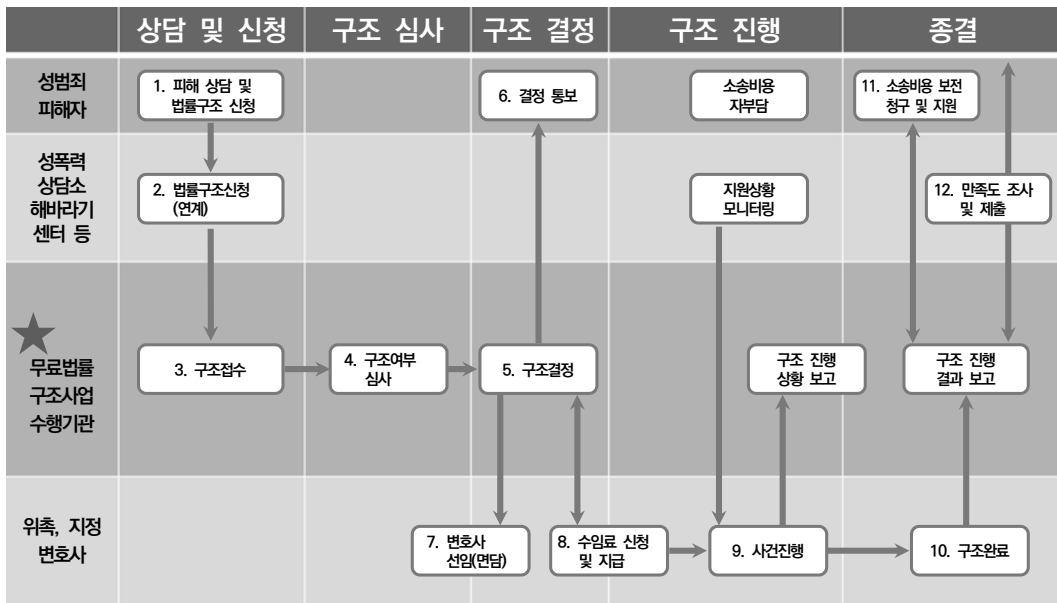 상담 및 신청
구조 심사
구조 결정
구조 진행
종결
성범죄
피해자
1. 피해 상담 및
법률구조 신청
6. 결정 통보
소송비용
자부담
11. 소송비용 보전
청구 및 지원
성폭력
상담소
해바라기
센터 등
2. 법률구조신청
(연계)
지원상황
모니터링
12. 만족도 조사
및 제출
무료법률
구조사업
수행기관
3. 구조접수
4. 구조여부
심사
5. 구조결정
구조 진행
상황 보고
구조 진행
결과 보고
위촉, 지정
변호사
7. 변호사
선임(면담)
8. 수임료 신청
및 지급
9. 사건진행
10. 구조완료